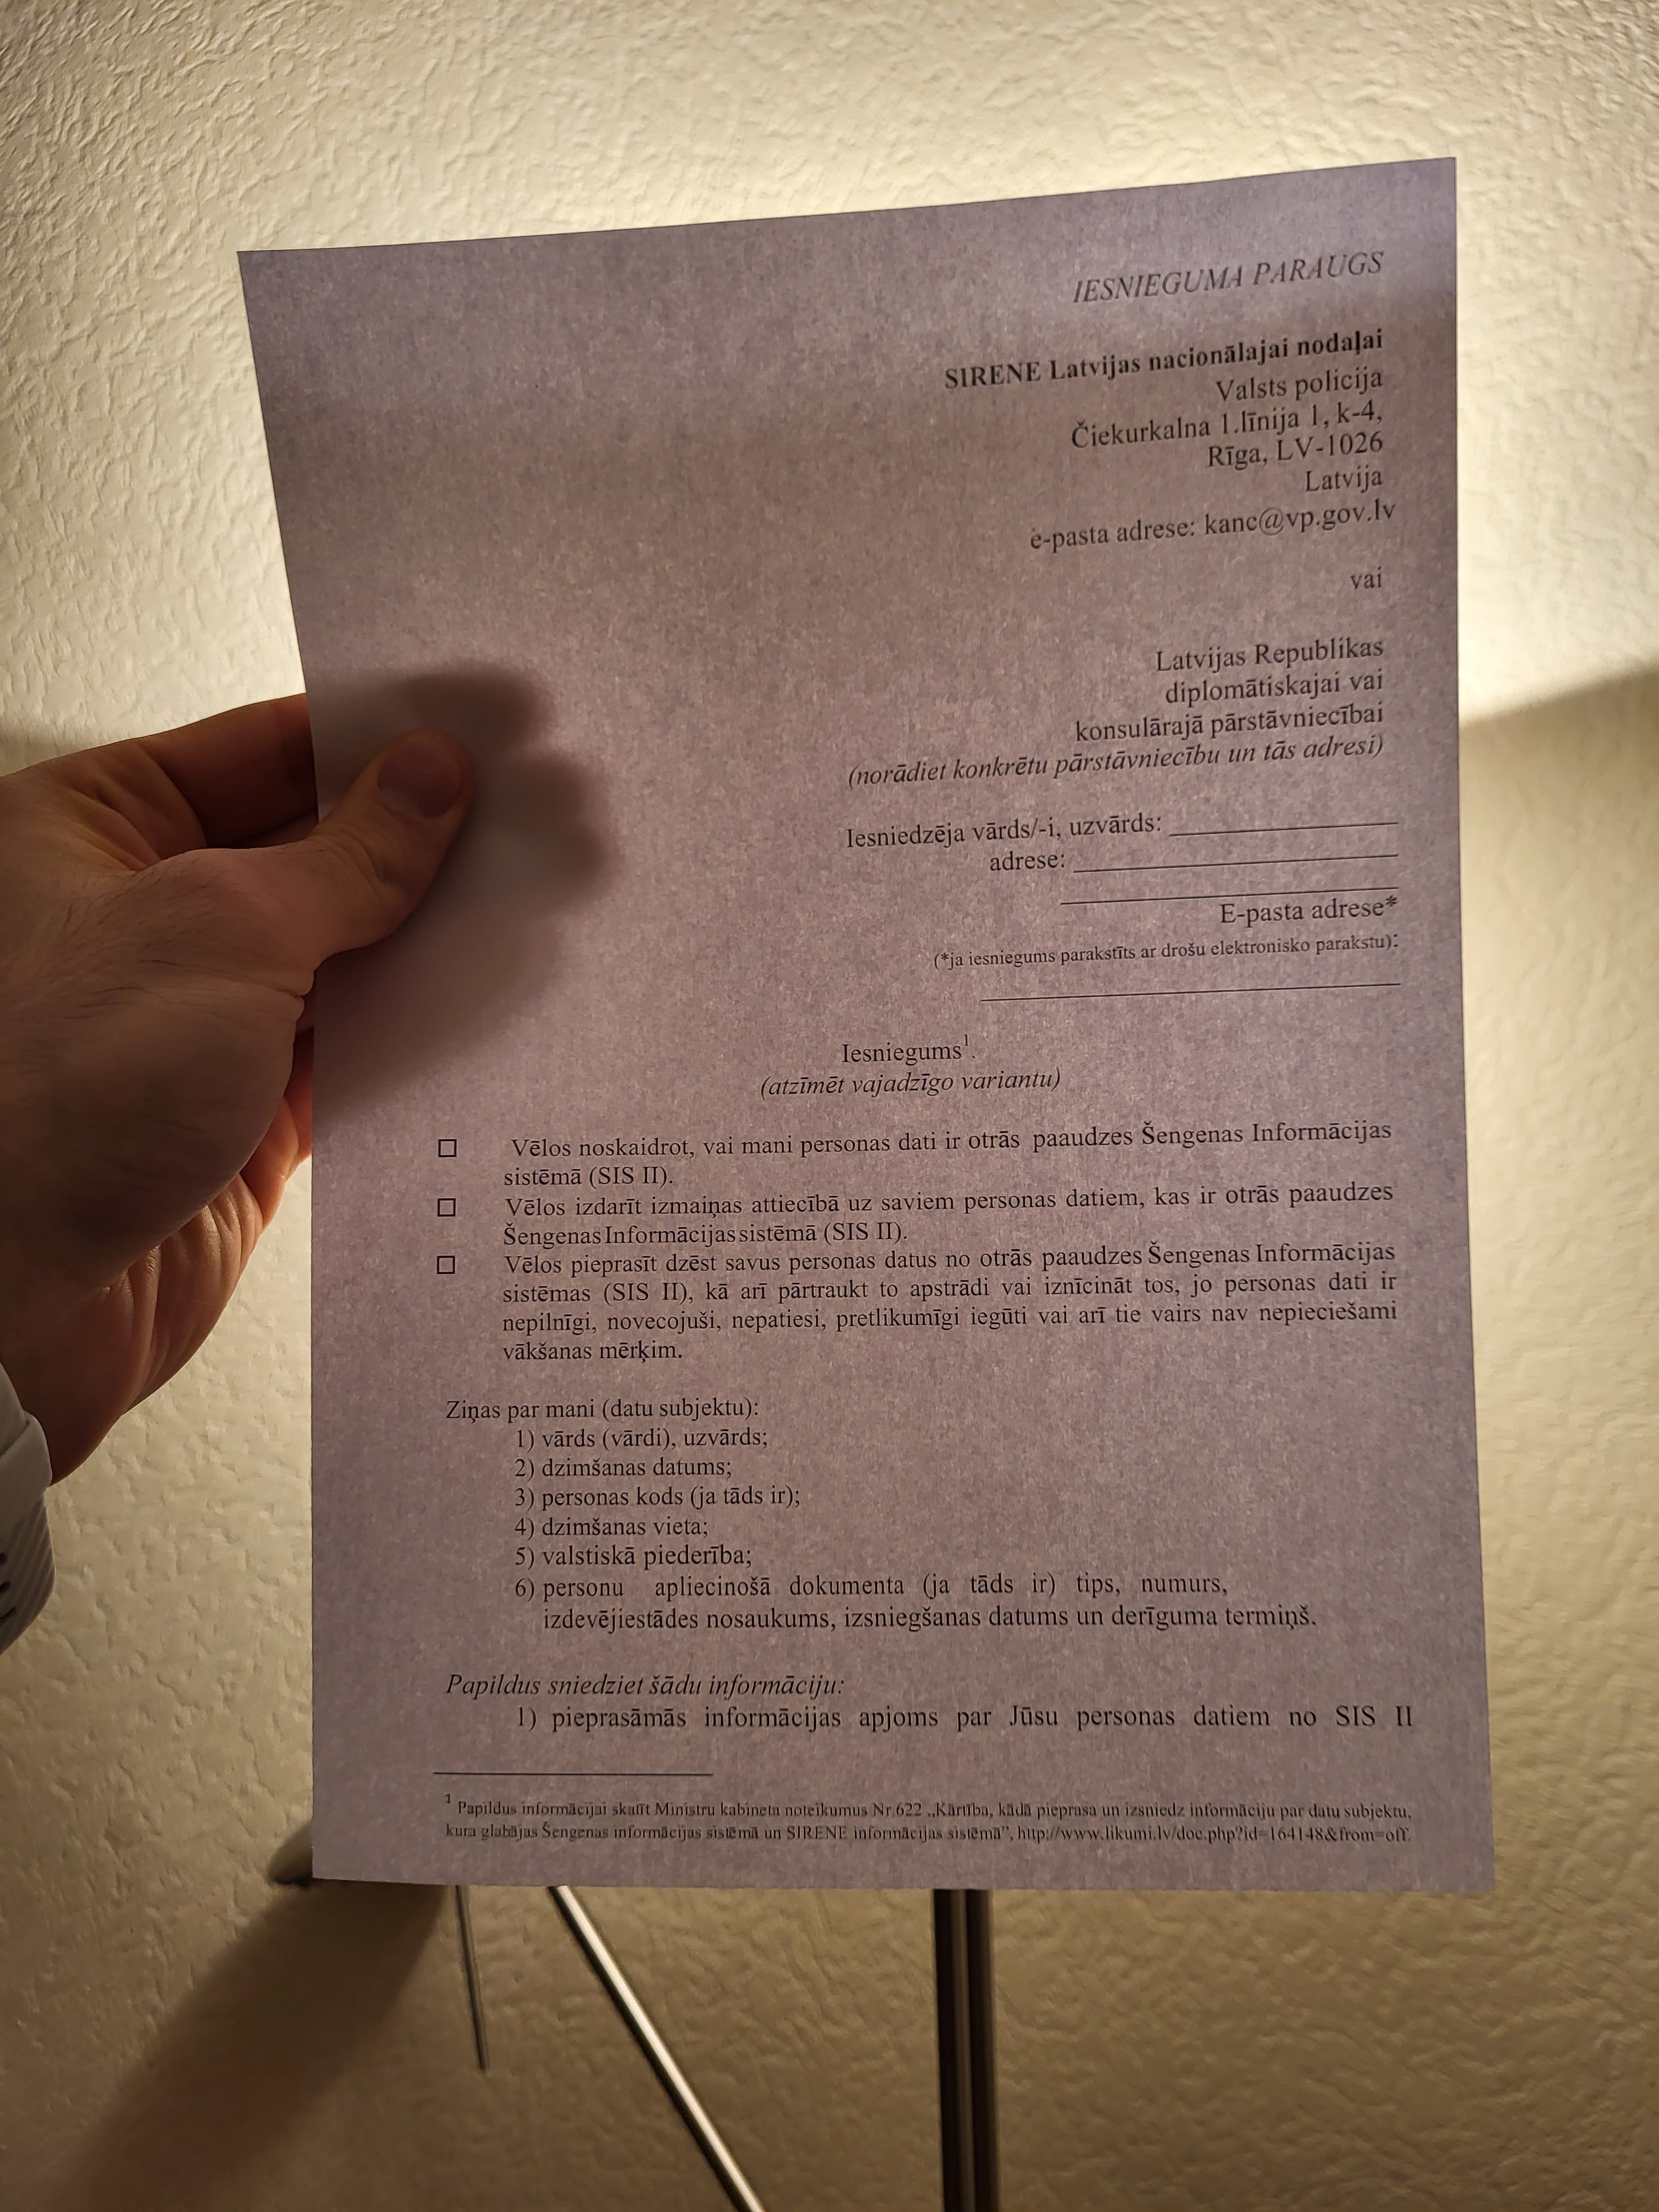 IESNIEGUMA PARAUGS
SIRENE Latvijas nacionālajai nodaļai
Valsts policija
Čiekurkalna 1.līnija 1, k-4,
Rīga, LV-1026
Latvija
e-pasta adrese: kanc@vp.gov.lv
vai
Latvijas Republikas
diplomātiskajai vai
konsulārajā pārstāvniecībai
(norādiet konkrētu pārstāvniecību un tās adresi)
Iesniedzēja vārds/-i, uzvārds: ____________
adrese: ____________
____________
E-pasta adrese*
(*ja iesniegums parakstīts ar drošu elektronisko parakstu):
____________
Iesniegums¹.
(atzīmēt vajadzīgo variantu)
□ Vēlos noskaidrot, vai mani personas dati ir otrās paaudzes Šengenas Informācijas
sistēmā (SIS II).
□ Vēlos izdarīt izmaiņas attiecībā uz saviem personas datiem, kas ir otrās paaudzes
Šengenas Informācijas sistēmā (SIS II).
□ Vēlos pieprasīt dzēst savus personas datus no otrās paaudzes Šengenas Informācijas
sistēmas (SIS II), kā arī pārtraukt to apstrādi vai iznīcināt tos, jo personas dati ir
nepilnīgi, novecojuši, nepatiesi, pretlikumīgi iegūti vai arī tie vairs nav nepieciešami
vākšanas mērķim.
Ziņas par mani (datu subjektu):
1) vārds (vārdi), uzvārds;
2) dzimšanas datums;
3) personas kods (ja tāds ir);
4) dzimšanas vieta;
5) valstiskā piederība;
6) personu apliecinošā dokumenta (ja tāds ir) tips, numurs,
izdevējiestādes nosaukums, izsniegšanas datums un derīguma termiņš.
Papildus sniedziet šādu informāciju:
1) pieprasāmās informācijas apjoms par Jūsu personas datiem no SIS II
¹ Papildus informācijai skatīt Ministru kabineta noteikumus Nr.622 „Kārtība, kādā pieprasa un izsniedz informāciju par datu subjektu,
kura glabājas Šengenas informācijas sistēmā un SIRENE informācijas sistēmā”, http://www.likumi.lv/doc.php?id=164148&from=off.